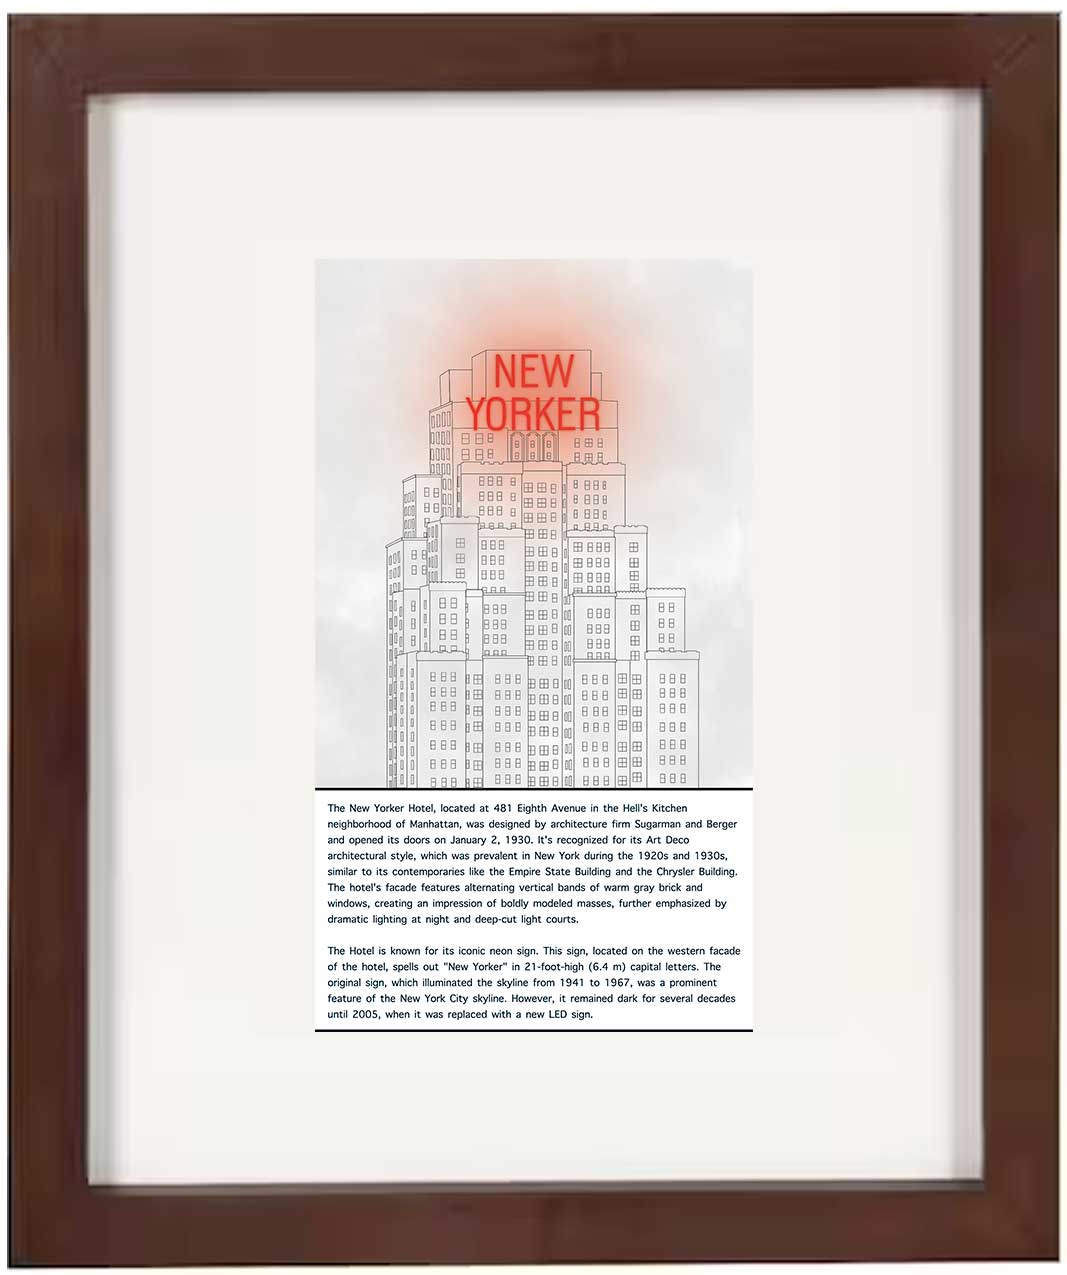 NEW
YORKER
The New Yorker Hotel, located at 481 Eighth Avenue in the Hell's Kitchen
neighborhood of Manhattan, was designed by architecture firm Sugarman and Berger
and opened its doors on January 2, 1930. It's recognized for its Art Deco
architectural style, which was prevalent in New York during the 1920s and 1930s,
similar to its contemporaries like the Empire State Building and the Chrysler Building.
The hotel's facade features alternating vertical bands of warm gray brick and
windows, creating an impression of boldly modeled masses, further emphasized by
dramatic lighting at night and deep-cut light courts.
The Hotel is known for its iconic neon sign. This sign, located on the western facade
of the hotel, spells out "New Yorker" in 21-foot-high (6.4 m) capital letters. The
original sign, which illuminated the skyline from 1941 to 1967, was a prominent
feature of the New York City skyline. However, it remained dark for several decades
until 2005, when it was replaced with a new LED sign.